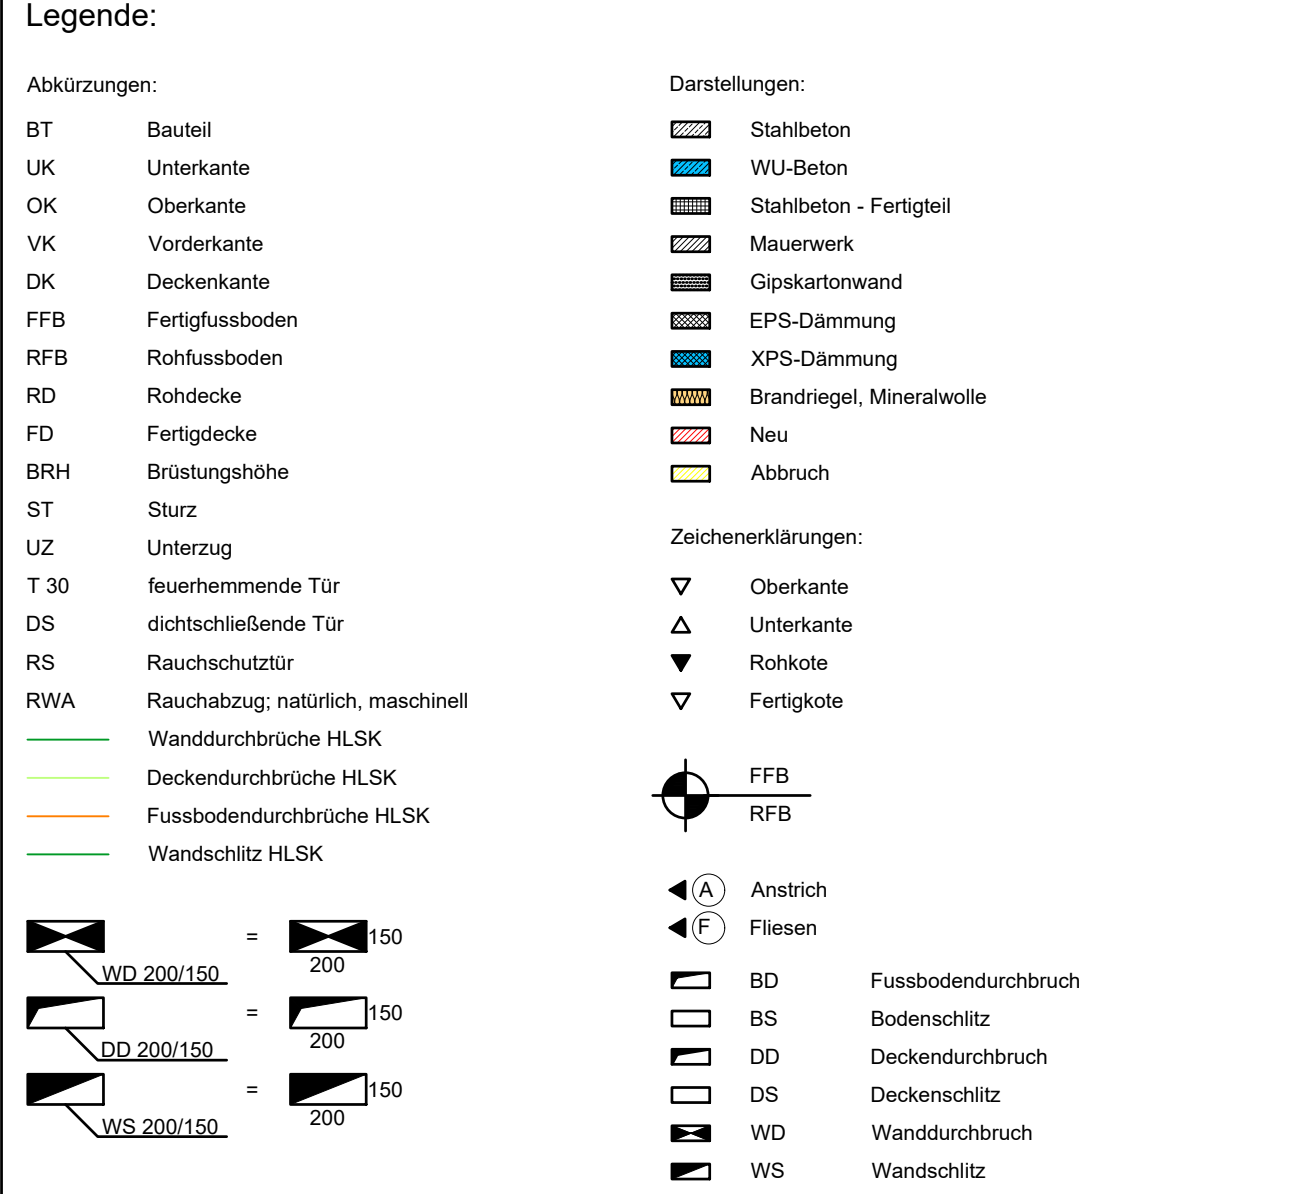 Legende:
Abkürzungen:
BT Bauteil
UK Unterkante
OK Oberkante
VK Vorderkante
DK Deckenkante
FFB Fertigfussboden
RFB Rohfussboden
RD Rohdecke
FD Fertigdecke
BRH Brüstungshöhe
ST Sturz
UZ Unterzug
T 30 feuerhemmende Tür
DS dichtschließende Tür
RS Rauchschutztür
RWA Rauchabzug; natürlich, maschinell
Wanddurchbrüche HLSK
Deckendurchbrüche HLSK
Fussbodendurchbrüche HLSK
Wandschlitz HLSK
= 150
WD 200/150 200
= 150
DD 200/150 200
= 150
WS 200/150 200
Darstellungen:
Stahlbeton
WU-Beton
Stahlbeton - Fertigteil
Mauerwerk
Gipskartonwand
EPS-Dämmung
XPS-Dämmung
Brandriegel, Mineralwolle
Neu
Abbruch
Zeichenerklärungen:
Oberkante
Unterkante
Rohkote
Fertigkote
FFB
RFB
A Anstrich
F Fliesen
BD Fussbodendurchbruch
BS Bodenschlitz
DD Deckendurchbruch
DS Deckenschlitz
WD Wanddurchbruch
WS Wandschlitz